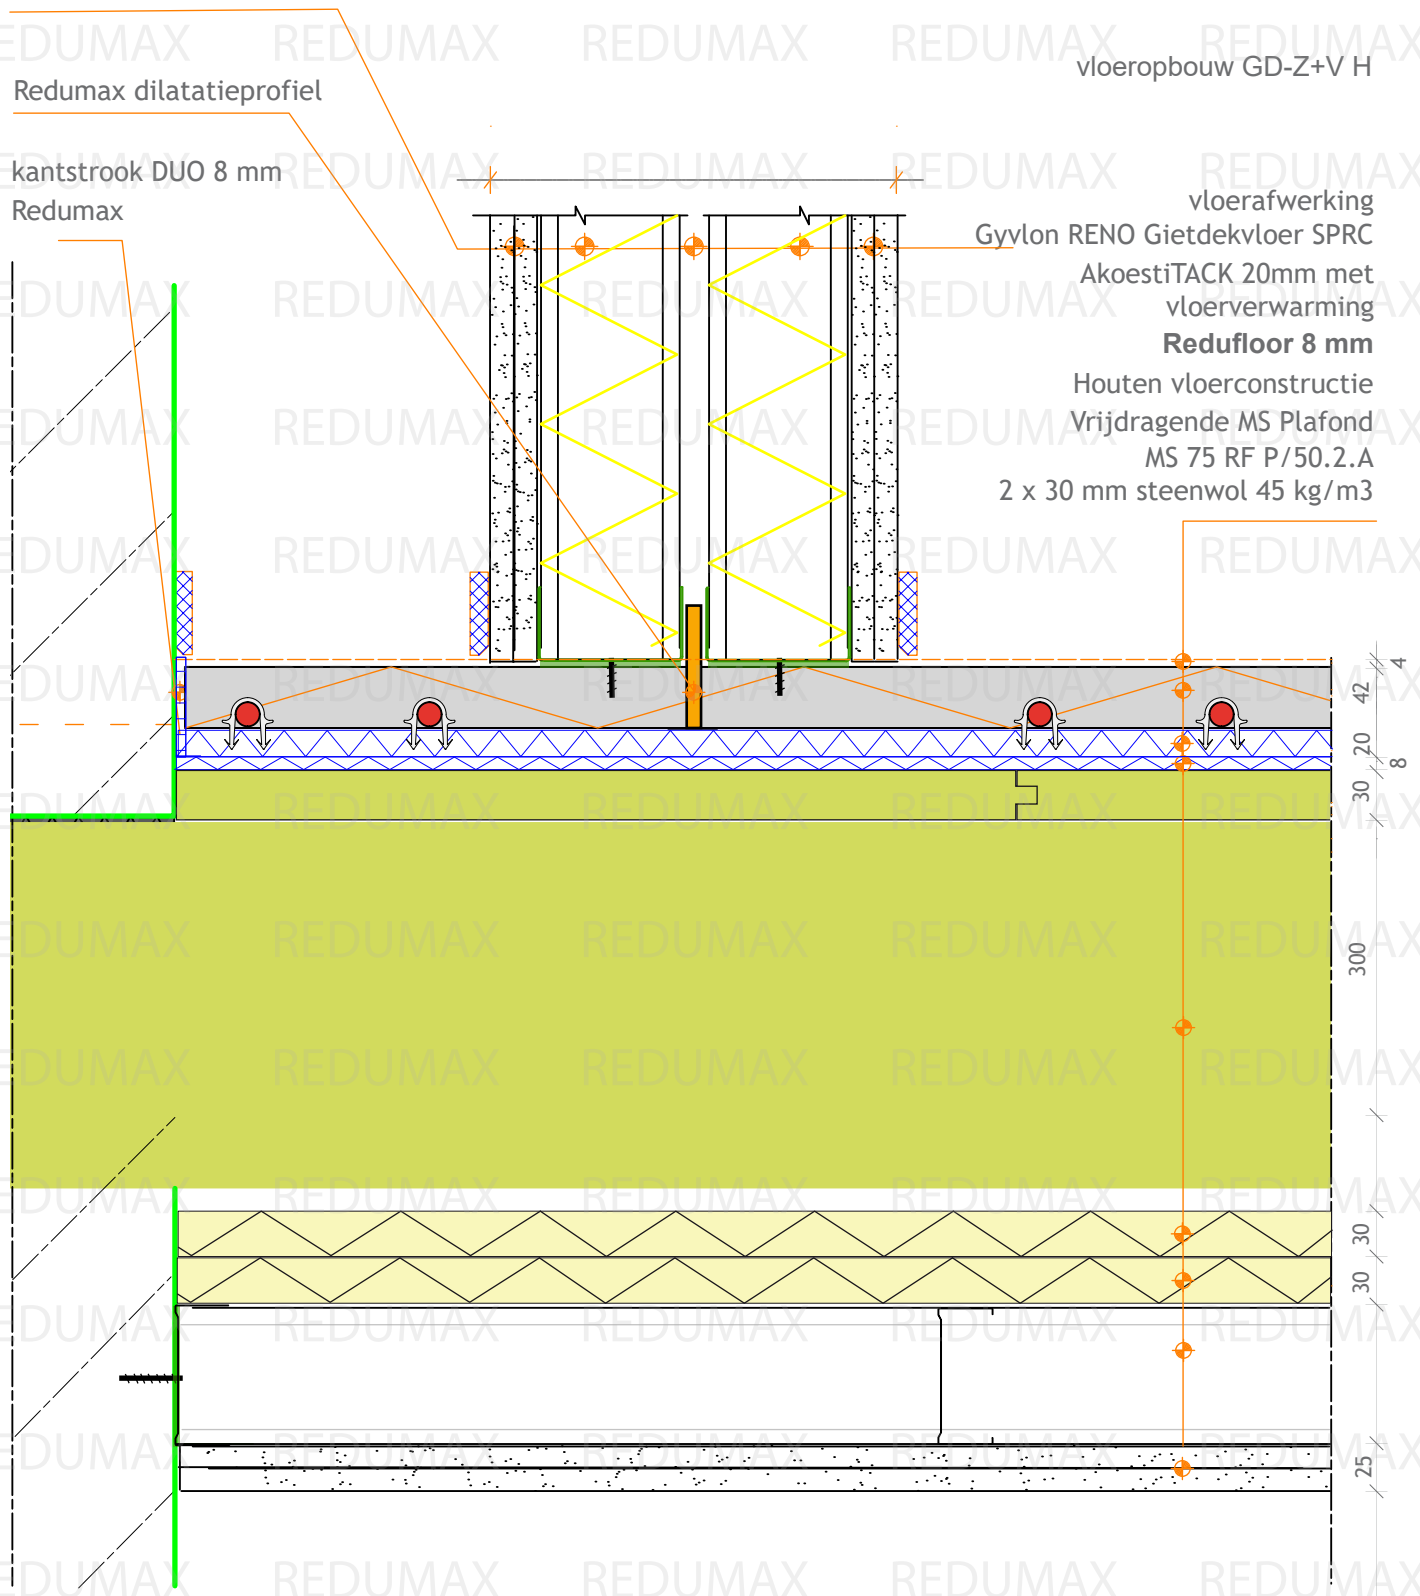 vloeropbouw GD-Z+V H
Redumax dilatatieprofiel
kantstrook DUO 8 mm
Redumax
vloerafwerking
Gyvlon RENO Gietdekvloer SPRC
AkoestiTACK 20mm met
vloerverwarming
Redufloor 8 mm
Houten vloerconstructie
Vrijdragende MS Plafond
MS 75 RF P/50.2.A
2 x 30 mm steenwol 45 kg/m3
4
42
20
8
30
300
30
30
25
REDUMAX